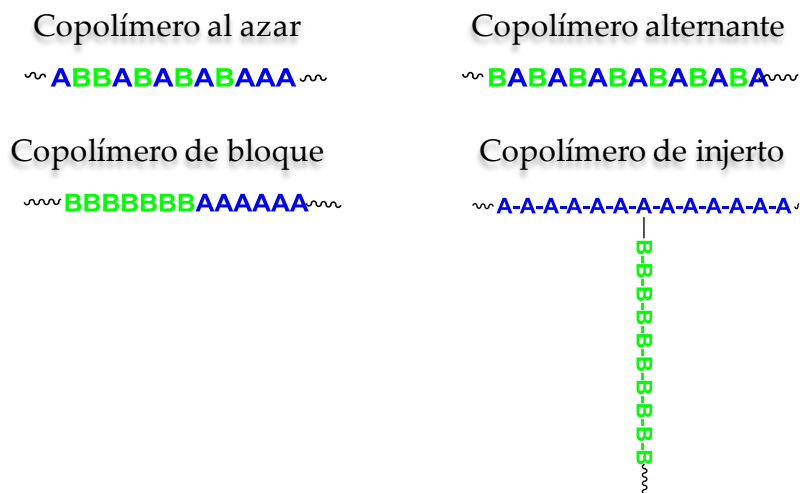 Copolímero al azar
Copolímero alternante
ABBABABABAAA
BABABABABABABA
Copolímero de bloque
Copolímero de injerto
BBBBBBBAAAAAA
A-A-A-A-A-A-A-A-A-A-A-A-A
B-B-B-B-B-B-B-B-B-B